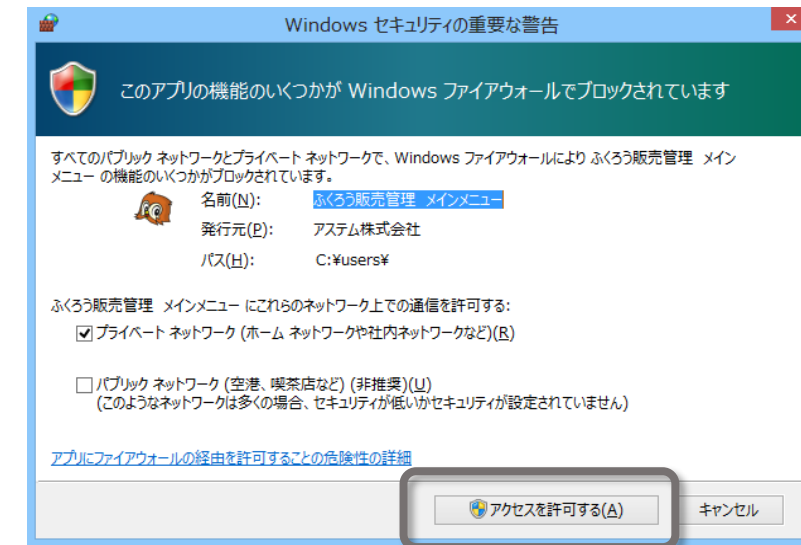 Windows セキュリティの重要な警告
このアプリの機能のいくつかが Windows ファイアウォールでブロックされています
すべてのパブリック ネットワークとプライベート ネットワークで、Windows ファイアウォールにより ふくろう販売管理 メイン
メニュー の機能のいくつかがブロックされています。
名前(N): ふくろう販売管理 メインメニュー
発行元(P): アステム株式会社
パス(H): C:¥users¥
ふくろう販売管理 メインメニュー にこれらのネットワーク上での通信を許可する:
プライベート ネットワーク (ホーム ネットワークや社内ネットワークなど)(R)
パブリック ネットワーク (空港、喫茶店など) (非推奨)(U)
(このようなネットワークは多くの場合、セキュリティが低いかセキュリティが設定されていません)
アプリにファイアウォールの経由を許可することの危険性の詳細
アクセスを許可する(A) キャンセル